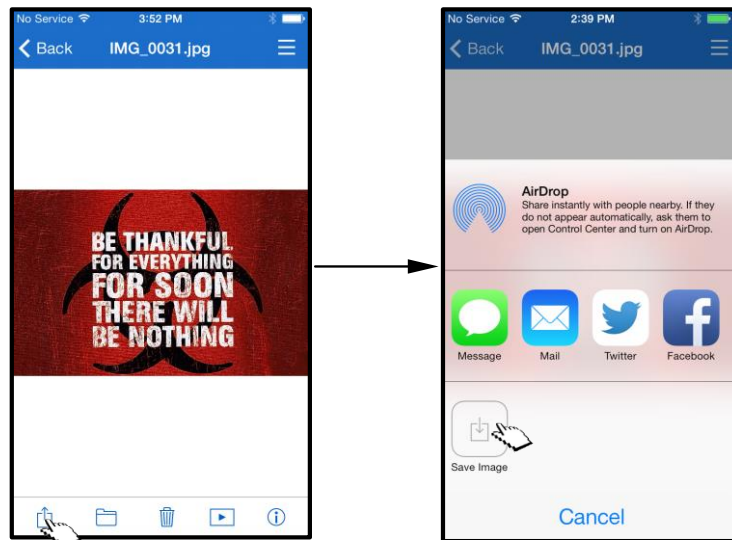 No Service 3:52 PM
Back IMG_0031.jpg
BE THANKFUL
FOR EVERYTHING
FOR SOON
THERE WILL
BE NOTHING
No Service 2:39 PM
Back IMG_0031.jpg
AirDrop
Share instantly with people nearby. If they
do not appear automatically, ask them to
open Control Center and turn on AirDrop.
Message Mail Twitter Facebook
Save Image
Cancel